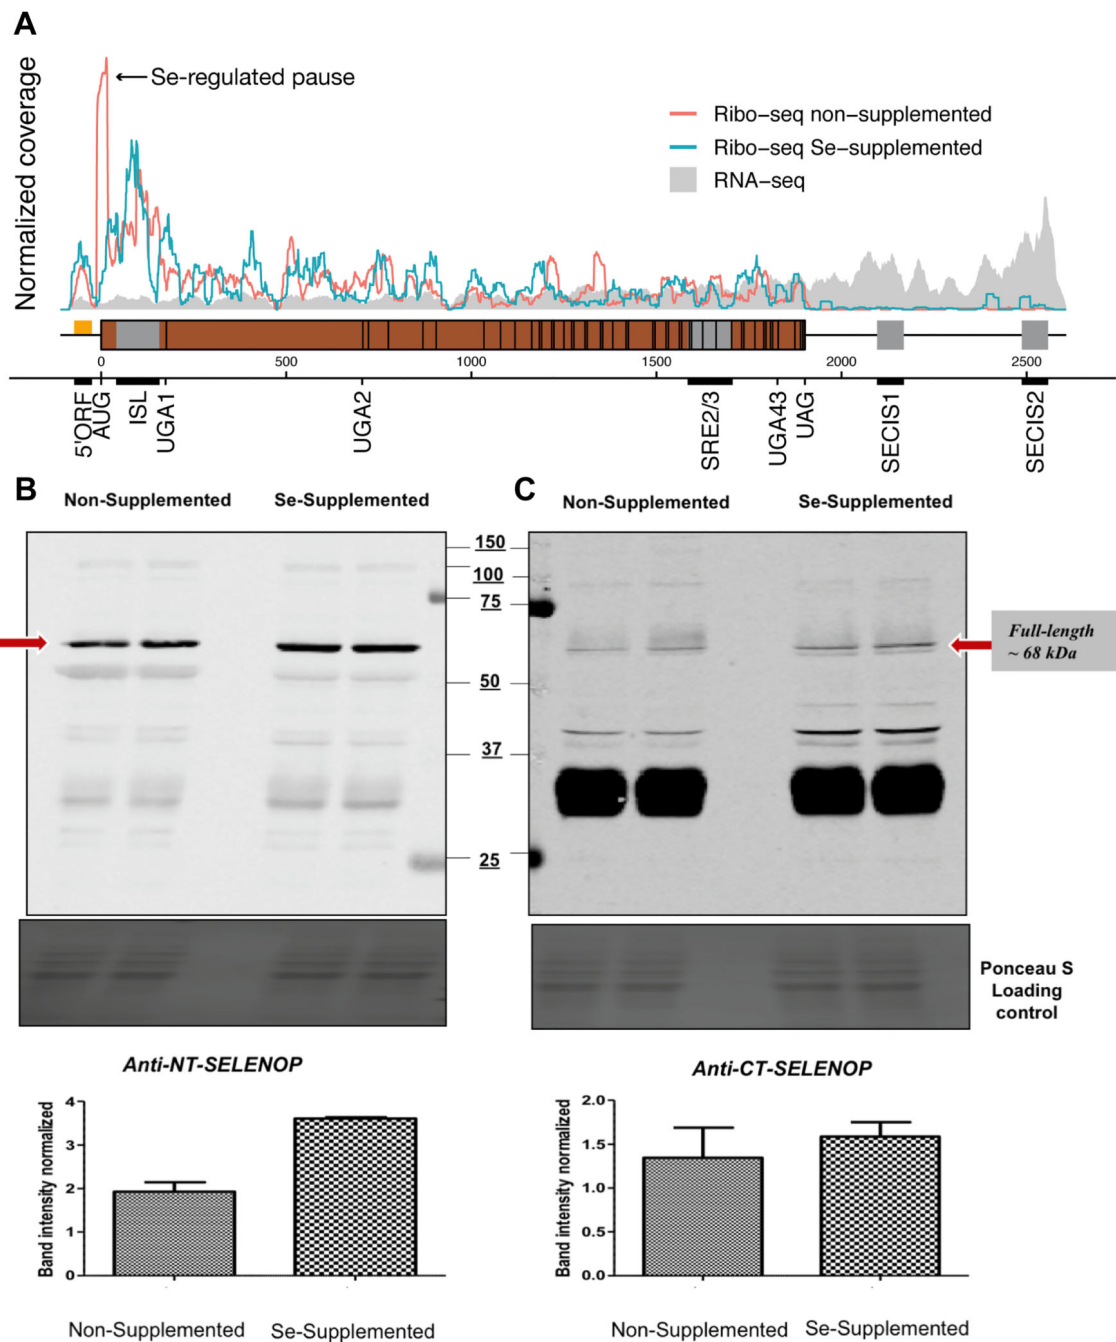 A
Normalized coverage
←Se-regulated pause
Ribo-seq non-supplemented
Ribo-seq Se-supplemented
RNA-seq
0
500
1000
1500
2000
2500
5'ORF
AUG
ISL
UGA1
UGA2
SRE2/3
UGA43
UAG
SECIS1
SECIS2
B
Non-Supplemented
Se-Supplemented
C
Non-Supplemented
Se-Supplemented
150
100
75
50
37
25
Full-length
~ 68 kDa
Ponceau S
Loading
control
Anti-NT-SELENOP
Band intensity normalized
4
3
2
1
0
Non-Supplemented
Se-Supplemented
Anti-CT-SELENOP
Band intensity normalized
2.0
1.5
1.0
0.5
0.0
Non-Supplemented
Se-Supplemented